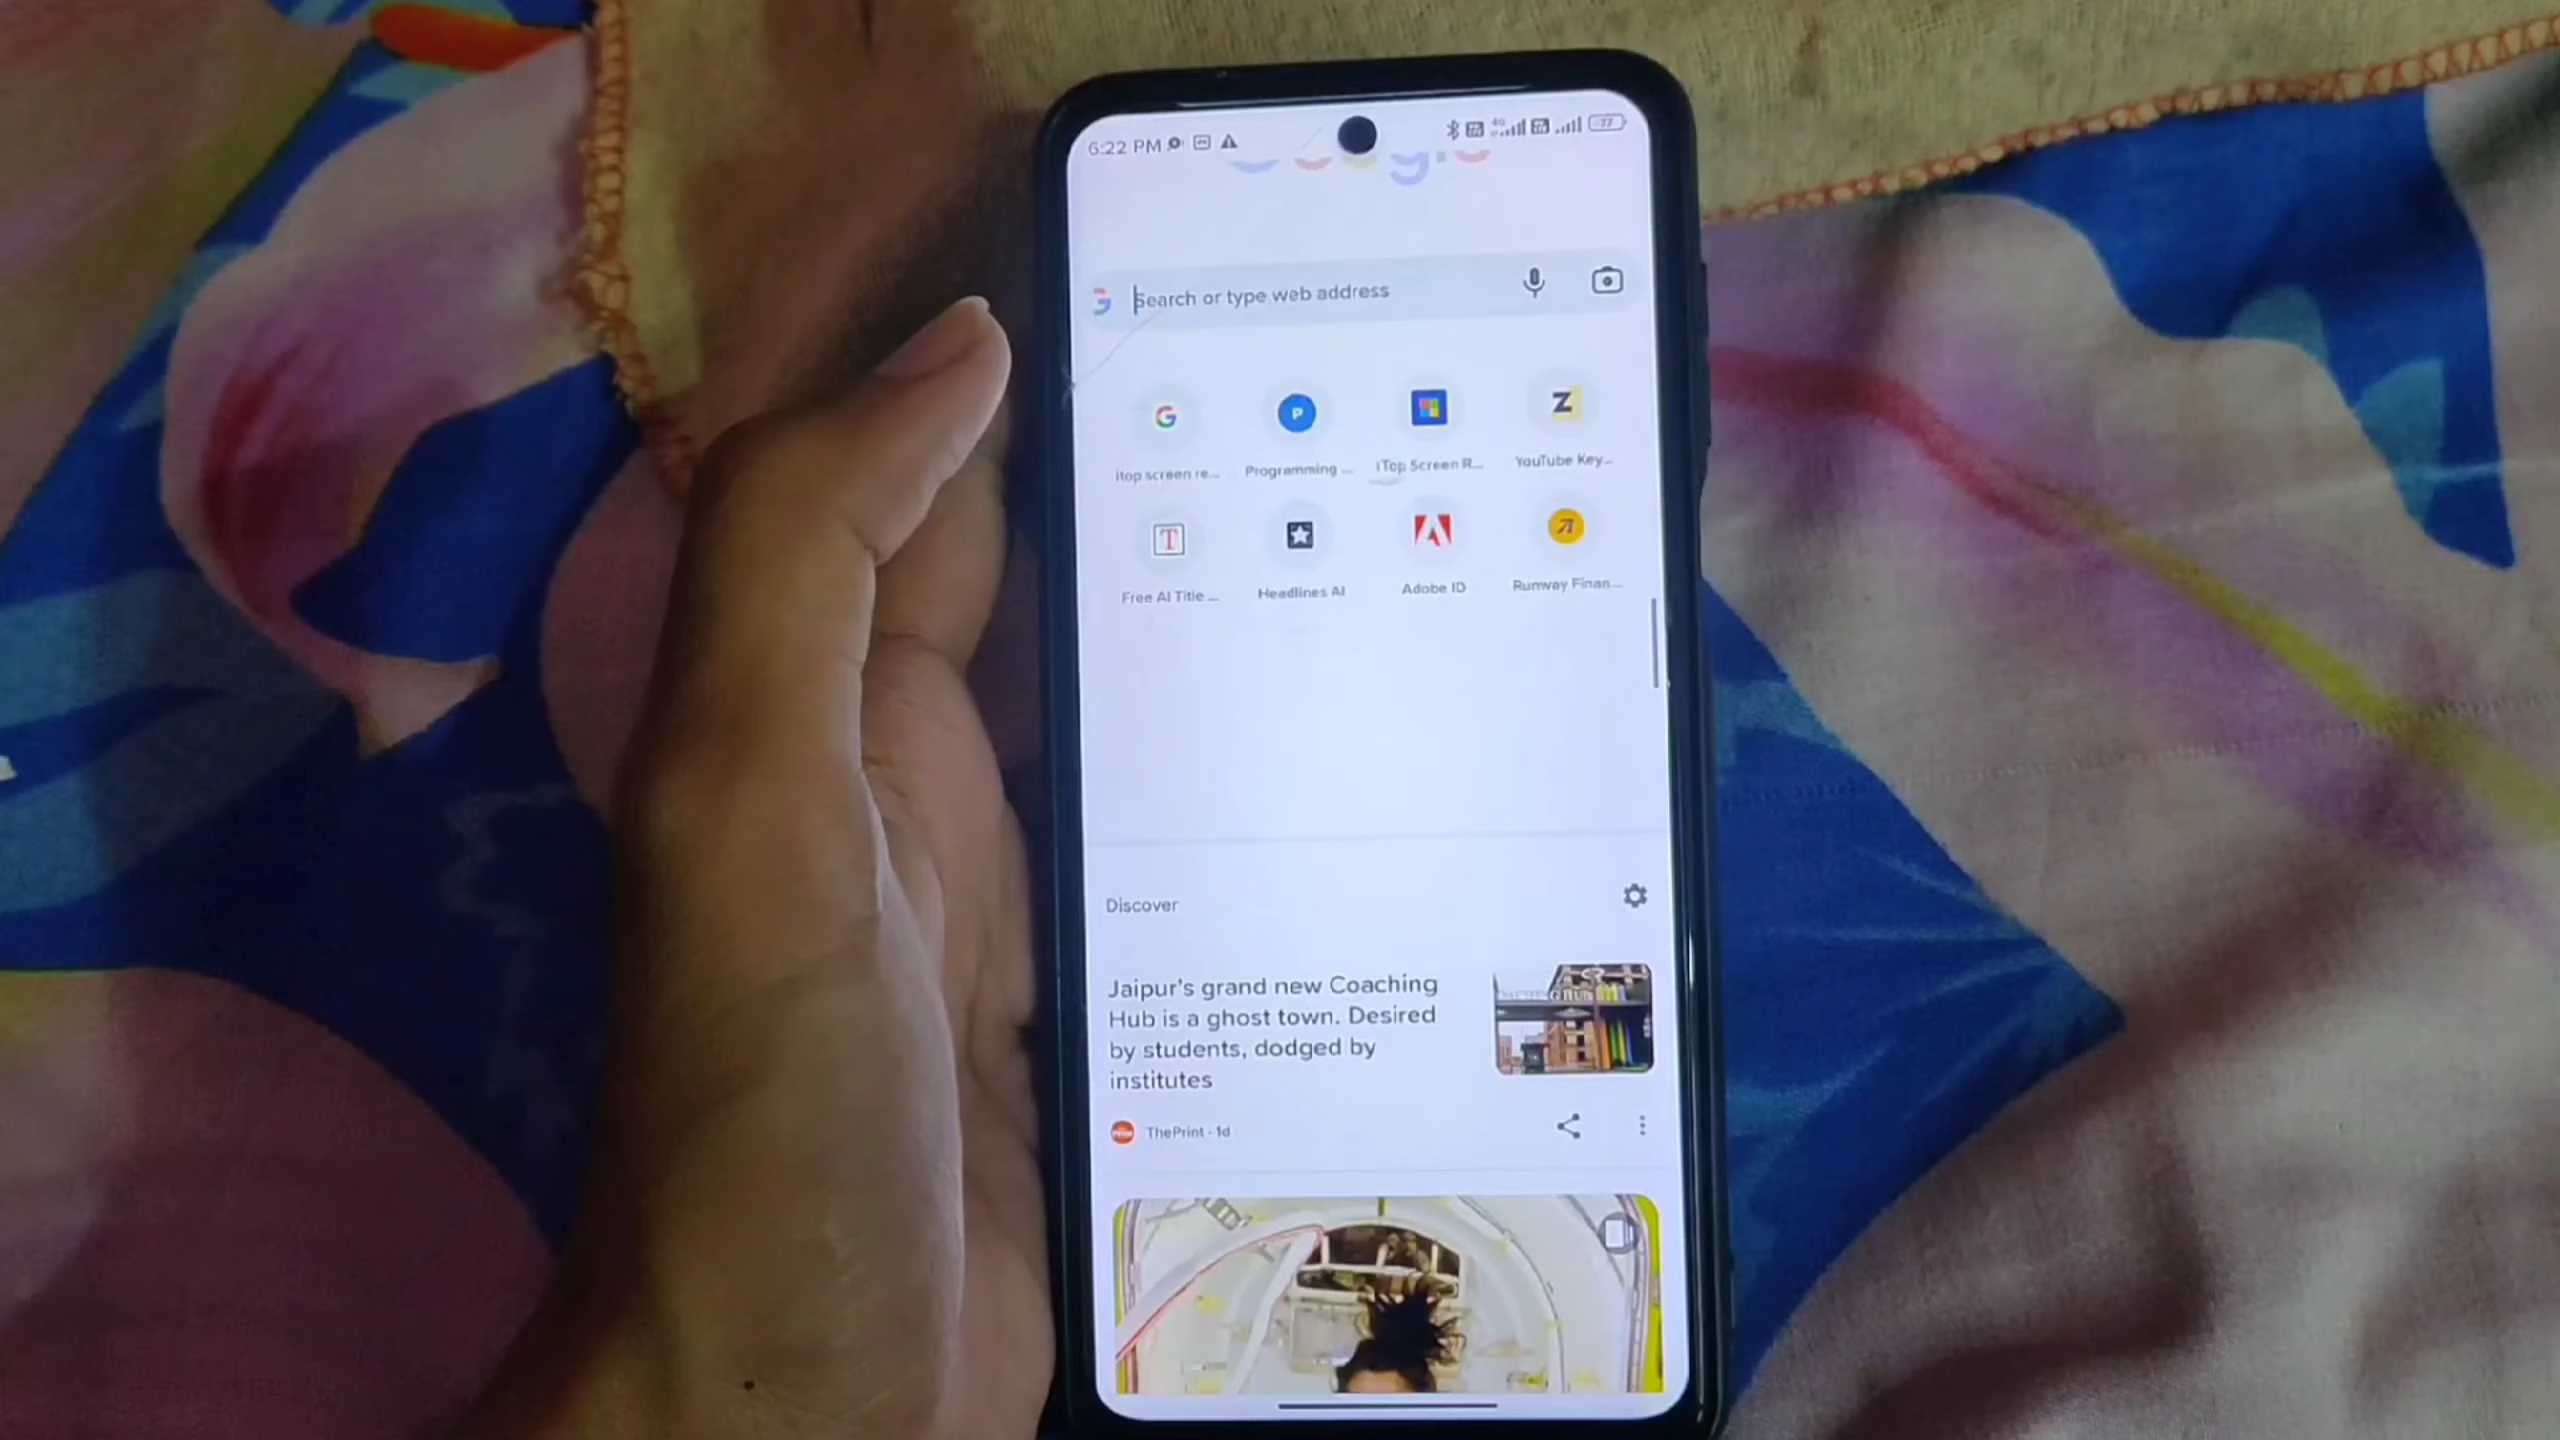 6:22 PM
4G
77
Search or type web address
itop screen re...
Programming ...
iTop Screen R...
YouTube Key...
Free AI Title ...
Headlines AI
Adobe ID
Runway Finan...
Discover
Jaipur's grand new Coaching
Hub is a ghost town. Desired
by students, dodged by
institutes
ThePrint - 1d